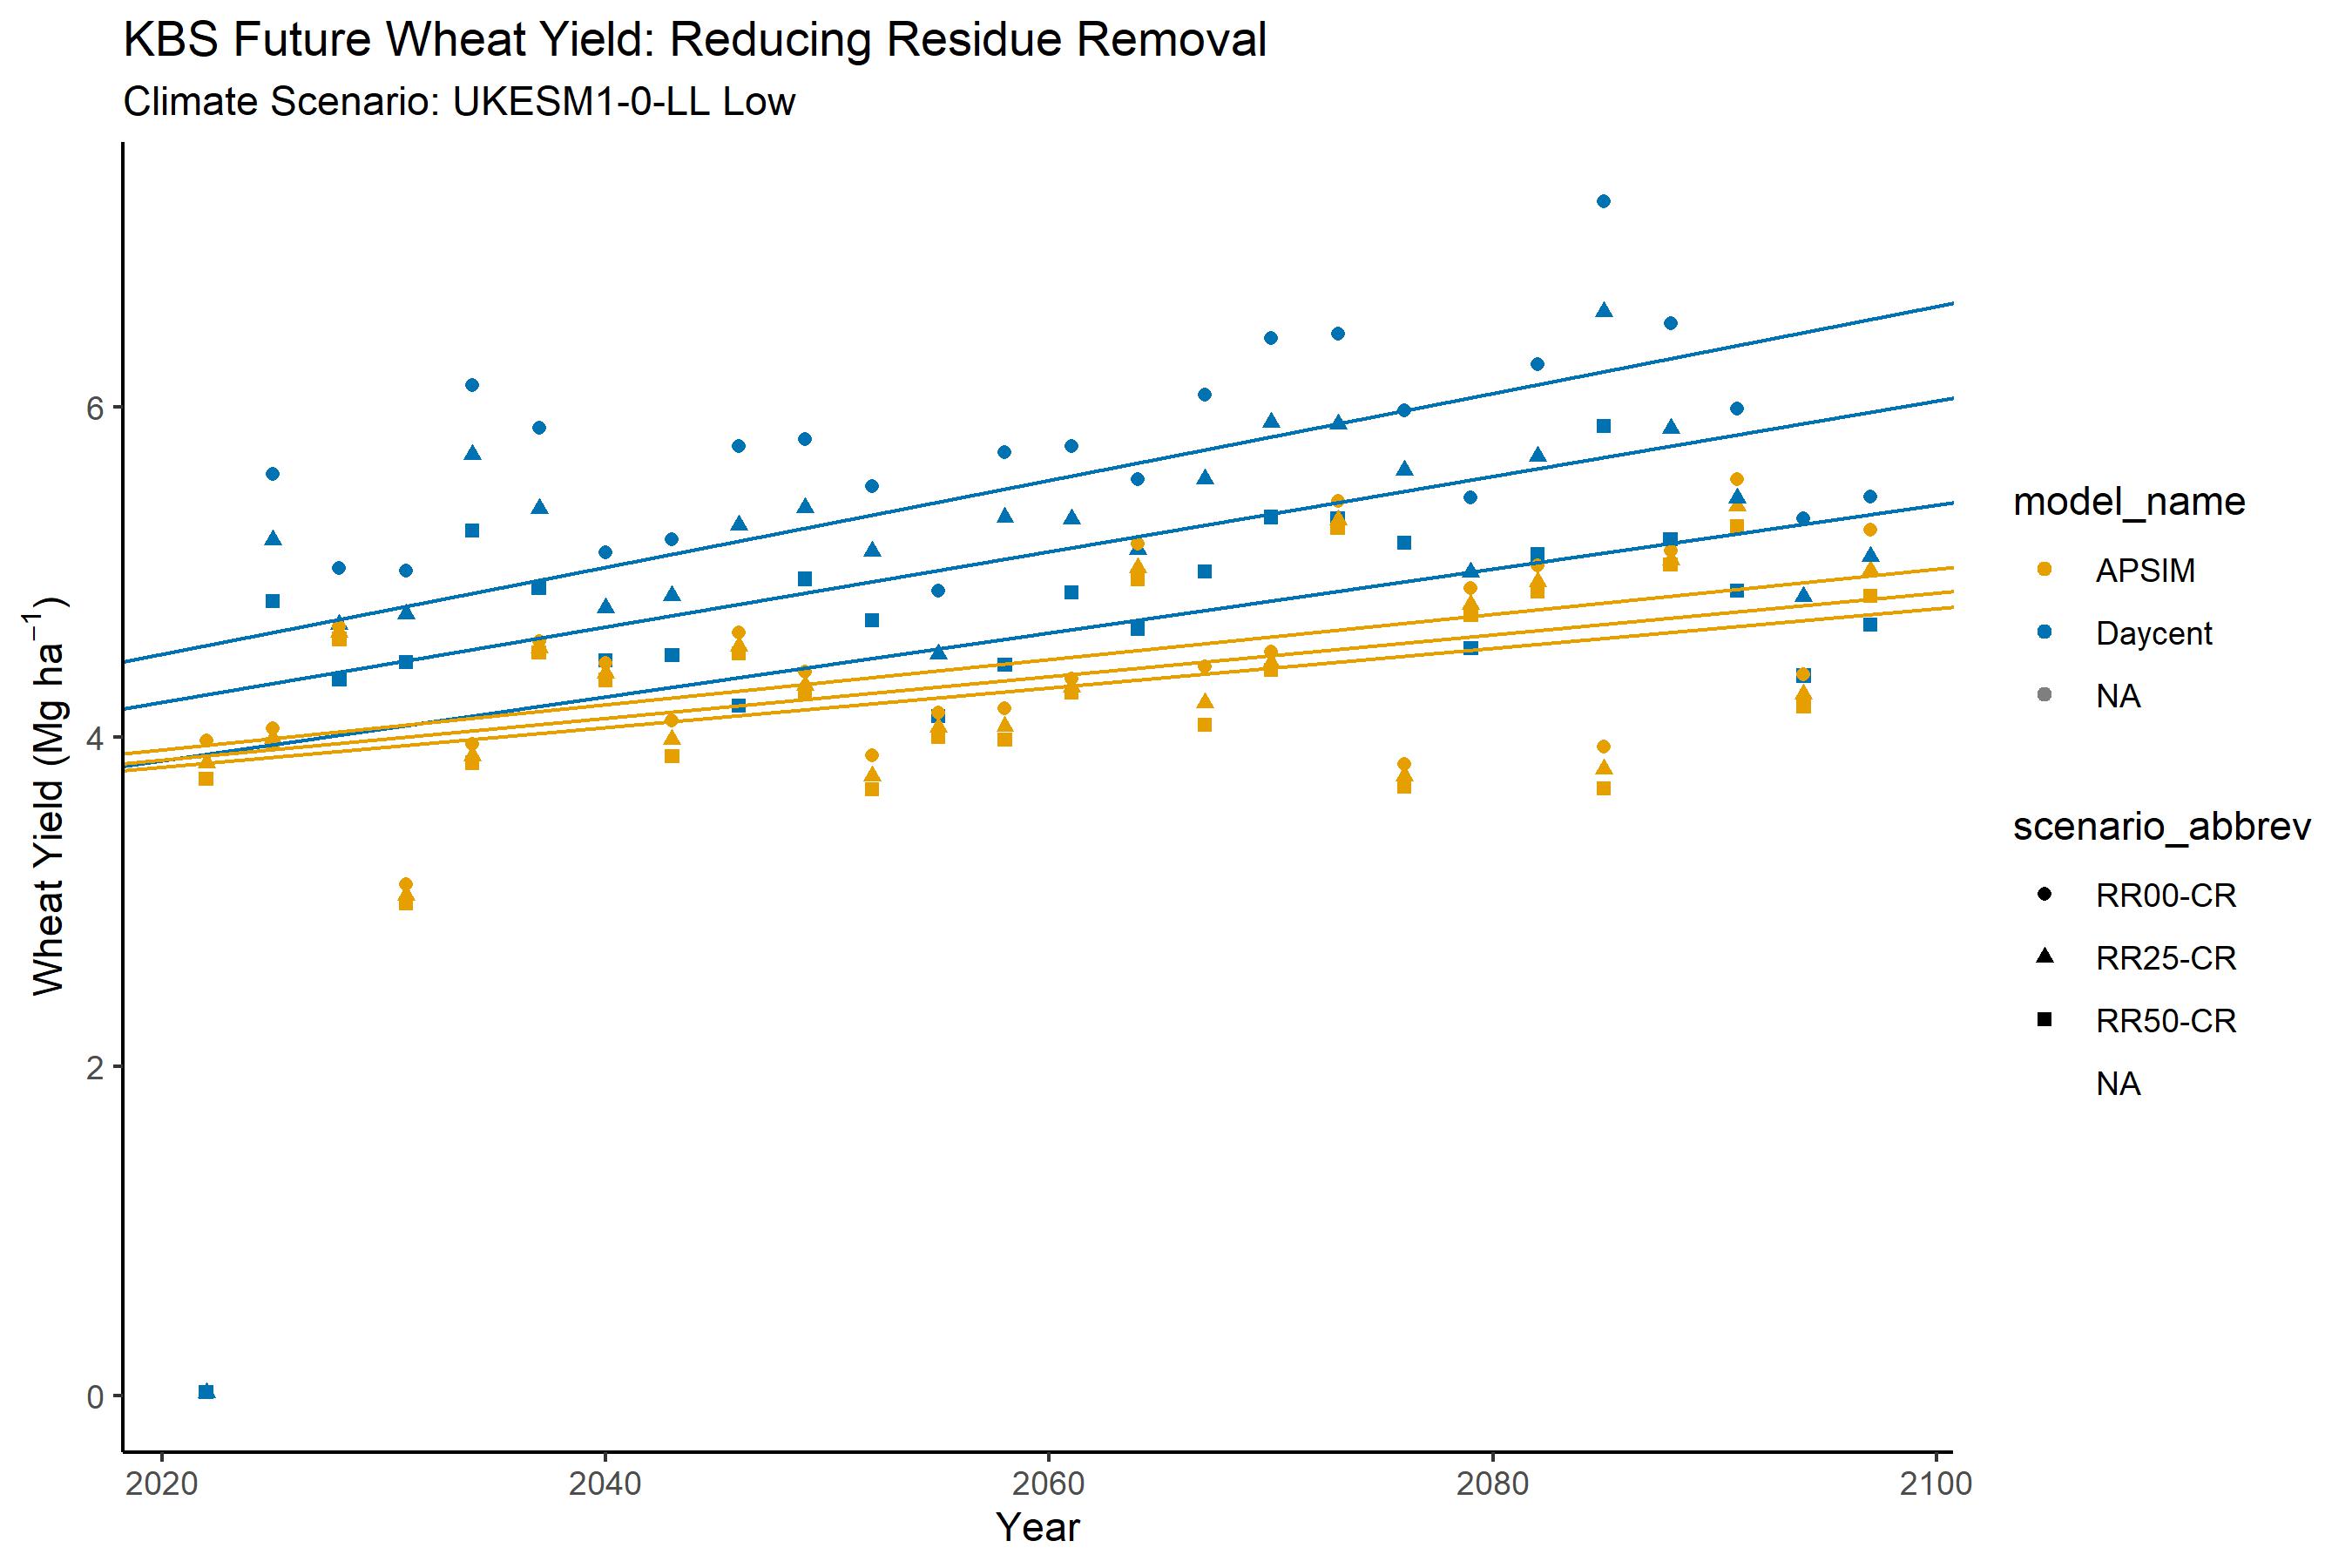 KBS Future Wheat Yield: Reducing Residue Removal
Climate Scenario: UKESM1-0-LL Low
Wheat Yield (Mg ha⁻¹)
6
4
2
0
2020 2040 2060 2080 2100
Year
model_name
APSIM
Daycent
NA
scenario_abbrev
RR00-CR
RR25-CR
RR50-CR
NA